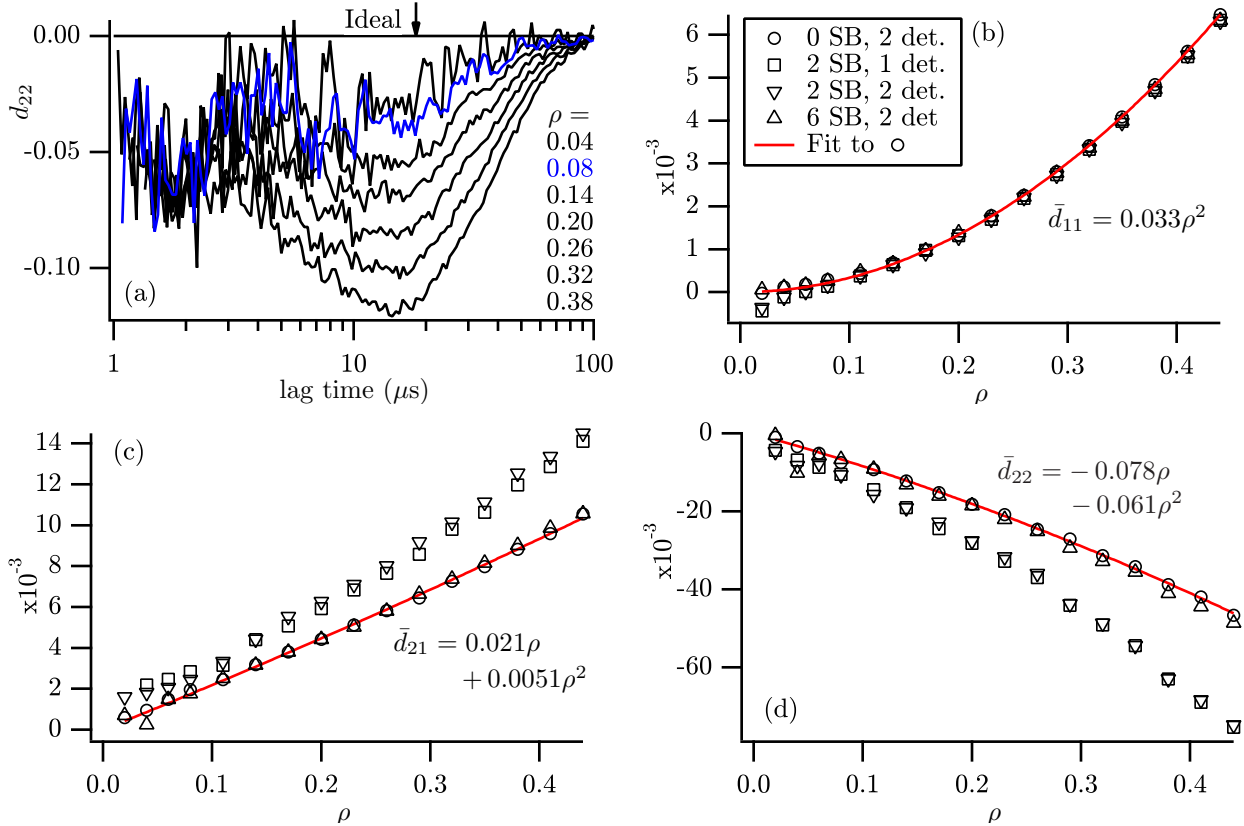 Ideal
0.00
-0.05
-0.10
d22
ρ =
0.04
0.08
0.14
0.20
0.26
0.32
0.38
(a)
1
10
100
lag time (μs)
(b)
0 SB, 2 det.
2 SB, 1 det.
2 SB, 2 det.
6 SB, 2 det
Fit to ○
6
5
4
3
2
1
0
x10⁻³
d̄₁₁ = 0.033ρ²
0.0
0.1
0.2
0.3
0.4
ρ
(c)
14
12
10
8
6
4
2
0
x10⁻³
d̄₂₁ = 0.021ρ
+ 0.0051ρ²
0.0
0.1
0.2
0.3
0.4
ρ
0
-20
-40
-60
x10⁻³
d̄₂₂ = − 0.078ρ
− 0.061ρ²
(d)
0.0
0.1
0.2
0.3
0.4
ρ